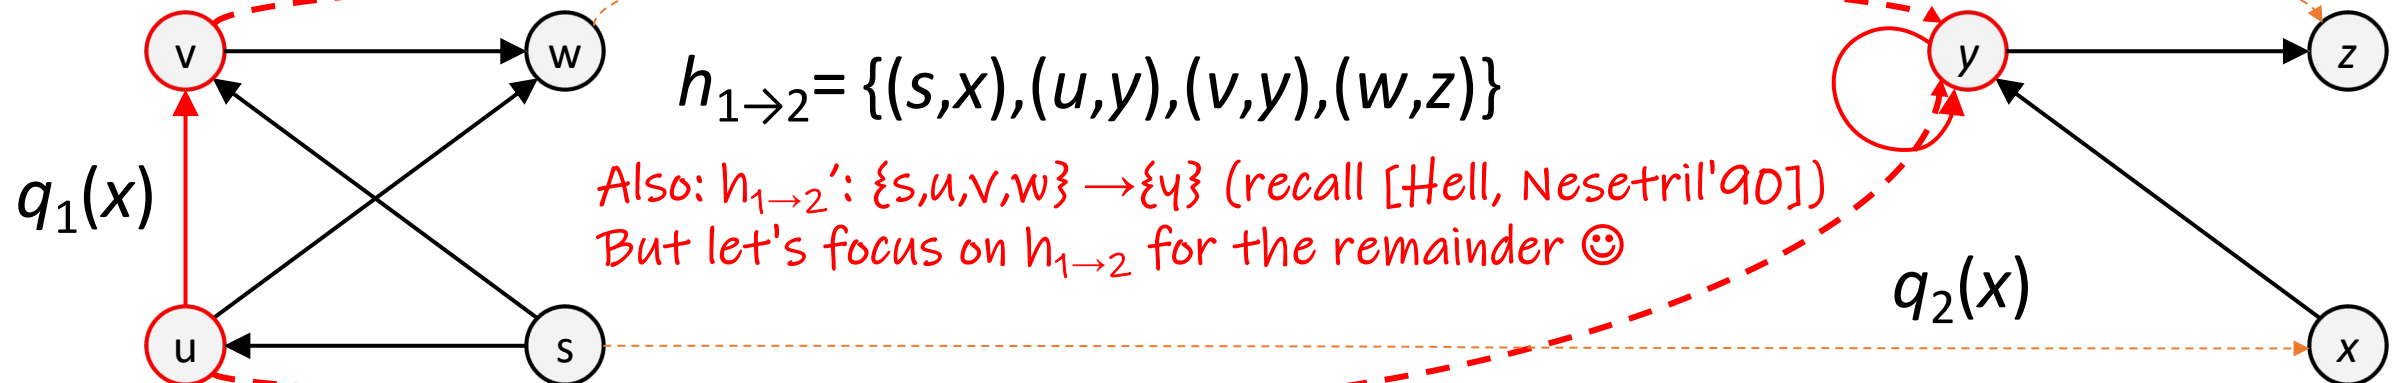 v
w
h1→2= {(s,x),(u,y),(v,y),(w,z)}
y
z
q1(x)
Also: h1→2′: {s,u,v,w} →{y} (recall [Hell, Nesetril'90])
But let's focus on h1→2 for the remainder ☺
q2(x)
u
s
x